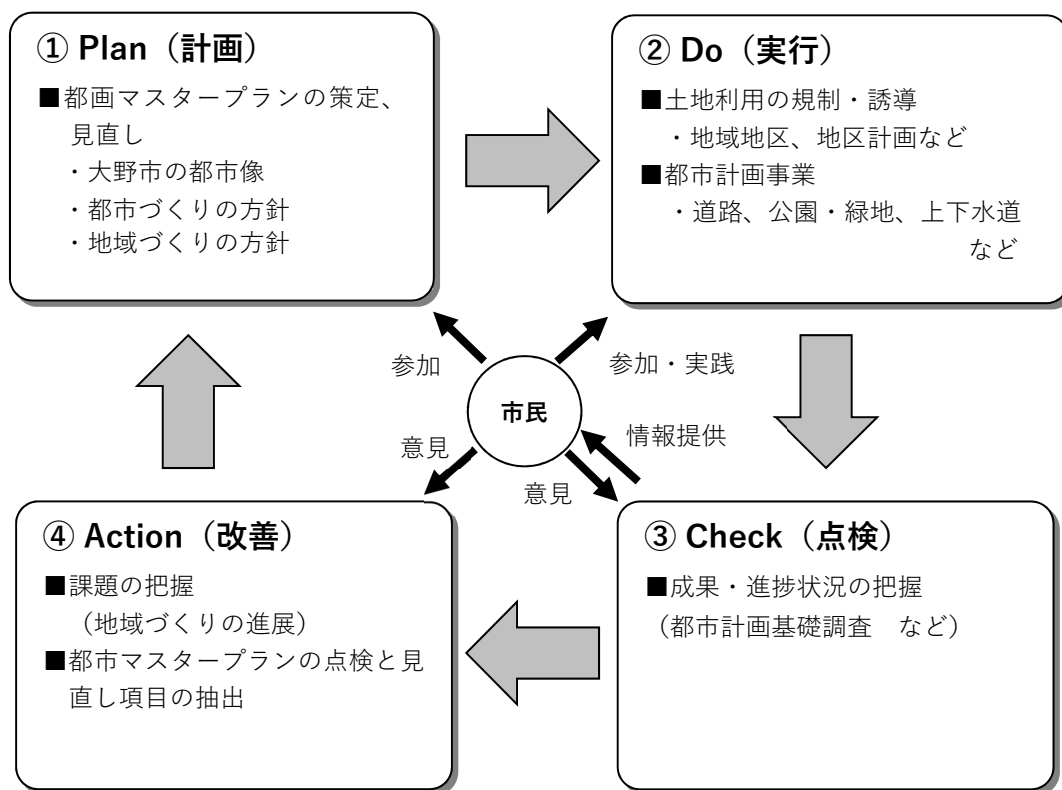 ① Plan（計画）
■都画マスタープランの策定、
見直し
・大野市の都市像
・都市づくりの方針
・地域づくりの方針
② Do（実行）
■土地利用の規制・誘導
・地域地区、地区計画など
■都市計画事業
・道路、公園・緑地、上下水道
など
参加
参加・実践
市民
意見
情報提供
意見
④ Action（改善）
■課題の把握
（地域づくりの進展）
■都市マスタープランの点検と見
直し項目の抽出
③ Check（点検）
■成果・進捗状況の把握
（都市計画基礎調査　など）